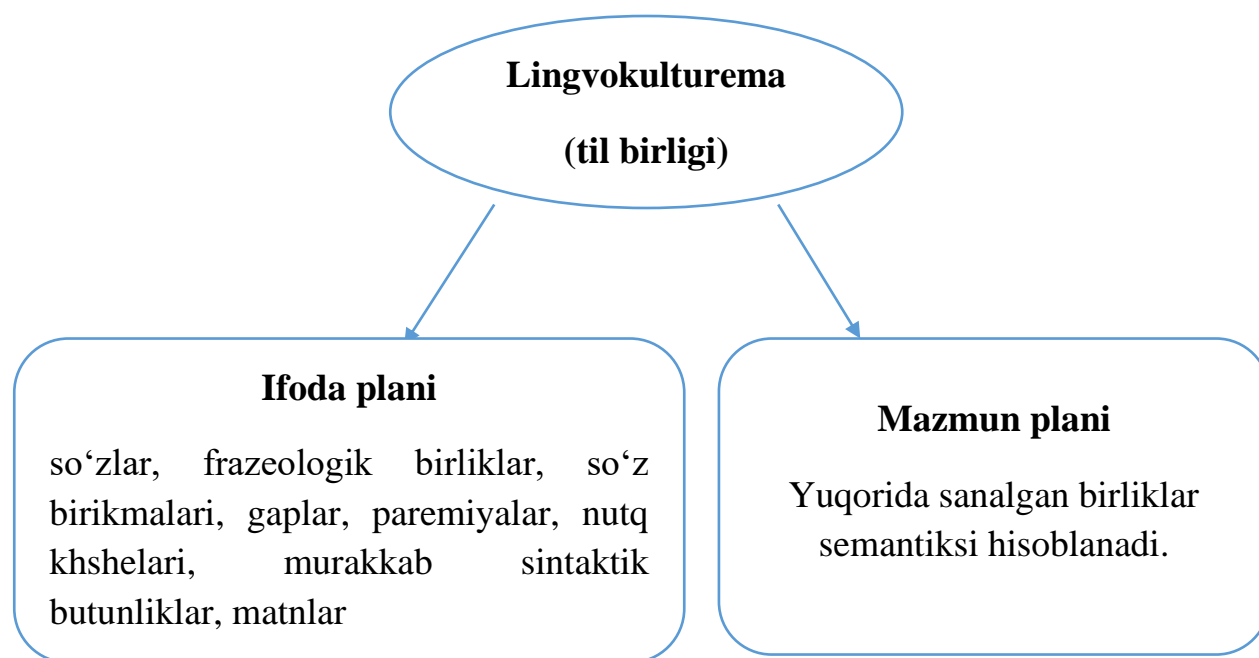 Lingvokulturema
(til birligi)
Ifoda plani
so‘zlar, frazeologik birliklar, so‘z
birikmalari, gaplar, paremiyalar, nutq
khshelari, murakkab sintaktik
butunliklar, matnlar
Mazmun plani
Yuqorida sanalgan birliklar
semantiksi hisoblanadi.